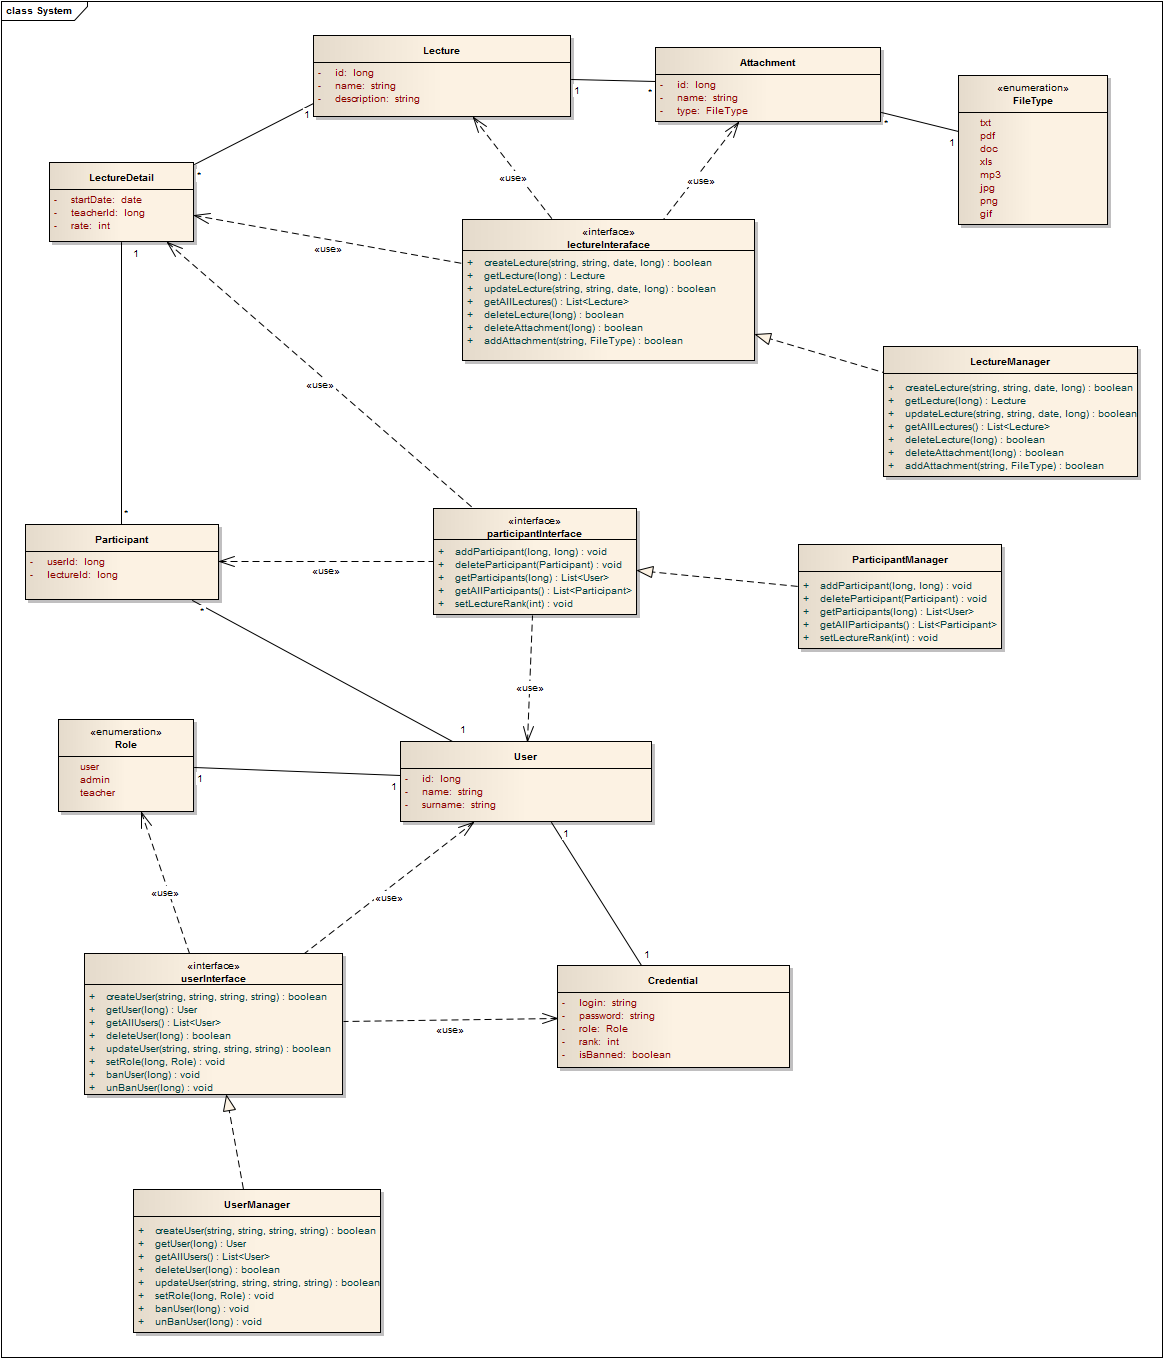 class System
Lecture
- id: long
- name: string
- description: string
1
1
*
Attachment
- id: long
- name: string
- type: FileType
*
1
«enumeration»
FileType
txt
pdf
doc
xls
mp3
jpg
png
gif
LectureDetail
- startDate: date
- teacherId: long
- rate: int
*
1
«use»
«use»
«use»
«interface»
lectureInteraface
+ createLecture(string, string, date, long) : boolean
+ getLecture(long) : Lecture
+ updateLecture(string, string, date, long) : boolean
+ getAllLectures() : List<Lecture>
+ deleteLecture(long) : boolean
+ deleteAttachment(long) : boolean
+ addAttachment(string, FileType) : boolean
LectureManager
+ createLecture(string, string, date, long) : boolean
+ getLecture(long) : Lecture
+ updateLecture(string, string, date, long) : boolean
+ getAllLectures() : List<Lecture>
+ deleteLecture(long) : boolean
+ deleteAttachment(long) : boolean
+ addAttachment(string, FileType) : boolean
«use»
*
Participant
- userId: long
- lectureId: long
*
«use»
«interface»
participantInterface
+ addParticipant(long, long) : void
+ deleteParticipant(Participant) : void
+ getParticipants(long) : List<User>
+ getAllParticipants() : List<Participant>
+ setLectureRank(int) : void
ParticipantManager
+ addParticipant(long, long) : void
+ deleteParticipant(Participant) : void
+ getParticipants(long) : List<User>
+ getAllParticipants() : List<Participant>
+ setLectureRank(int) : void
«use»
1
«enumeration»
Role
user
admin
teacher
1
1
User
- id: long
- name: string
- surname: string
1
1
«use»
«use»
«interface»
userInterface
+ createUser(string, string, string, string) : boolean
+ getUser(long) : User
+ getAllUsers() : List<User>
+ deleteUser(long) : boolean
+ updateUser(string, string, string, string) : boolean
+ setRole(long, Role) : void
+ banUser(long) : void
+ unBanUser(long) : void
«use»
Credential
- login: string
- password: string
- role: Role
- rank: int
- isBanned: boolean
UserManager
+ createUser(string, string, string, string) : boolean
+ getUser(long) : User
+ getAllUsers() : List<User>
+ deleteUser(long) : boolean
+ updateUser(string, string, string, string) : boolean
+ setRole(long, Role) : void
+ banUser(long) : void
+ unBanUser(long) : void